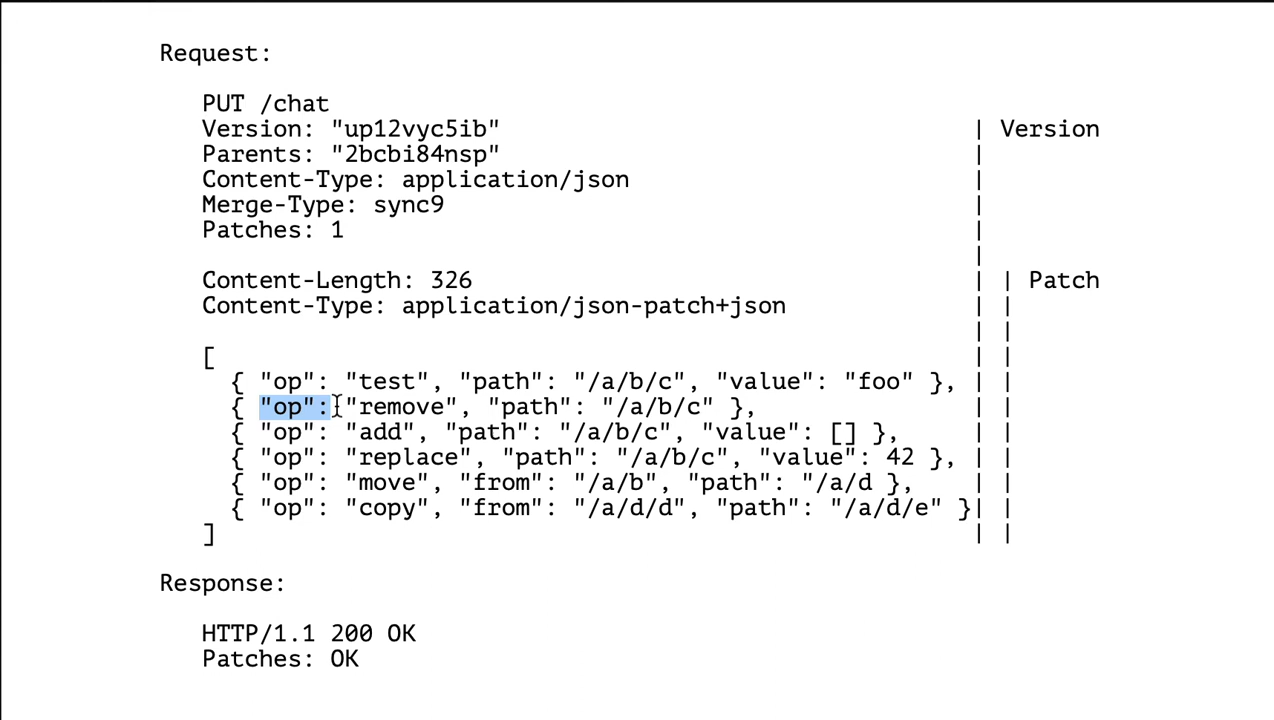 Request:
PUT /chat
Version: "up12vyc5ib" | Version
Parents: "2bcbi84nsp" |
Content-Type: application/json |
Merge-Type: sync9 |
Patches: 1 |
|
Content-Length: 326 | | Patch
Content-Type: application/json-patch+json | |
| |
[ | |
{ "op": "test", "path": "/a/b/c", "value": "foo" }, | |
{ "op": "remove", "path": "/a/b/c" }, | |
{ "op": "add", "path": "/a/b/c", "value": [] }, | |
{ "op": "replace", "path": "/a/b/c", "value": 42 }, | |
{ "op": "move", "from": "/a/b", "path": "/a/d }, | |
{ "op": "copy", "from": "/a/d/d", "path": "/a/d/e" }| |
] | |
Response:
HTTP/1.1 200 OK
Patches: OK